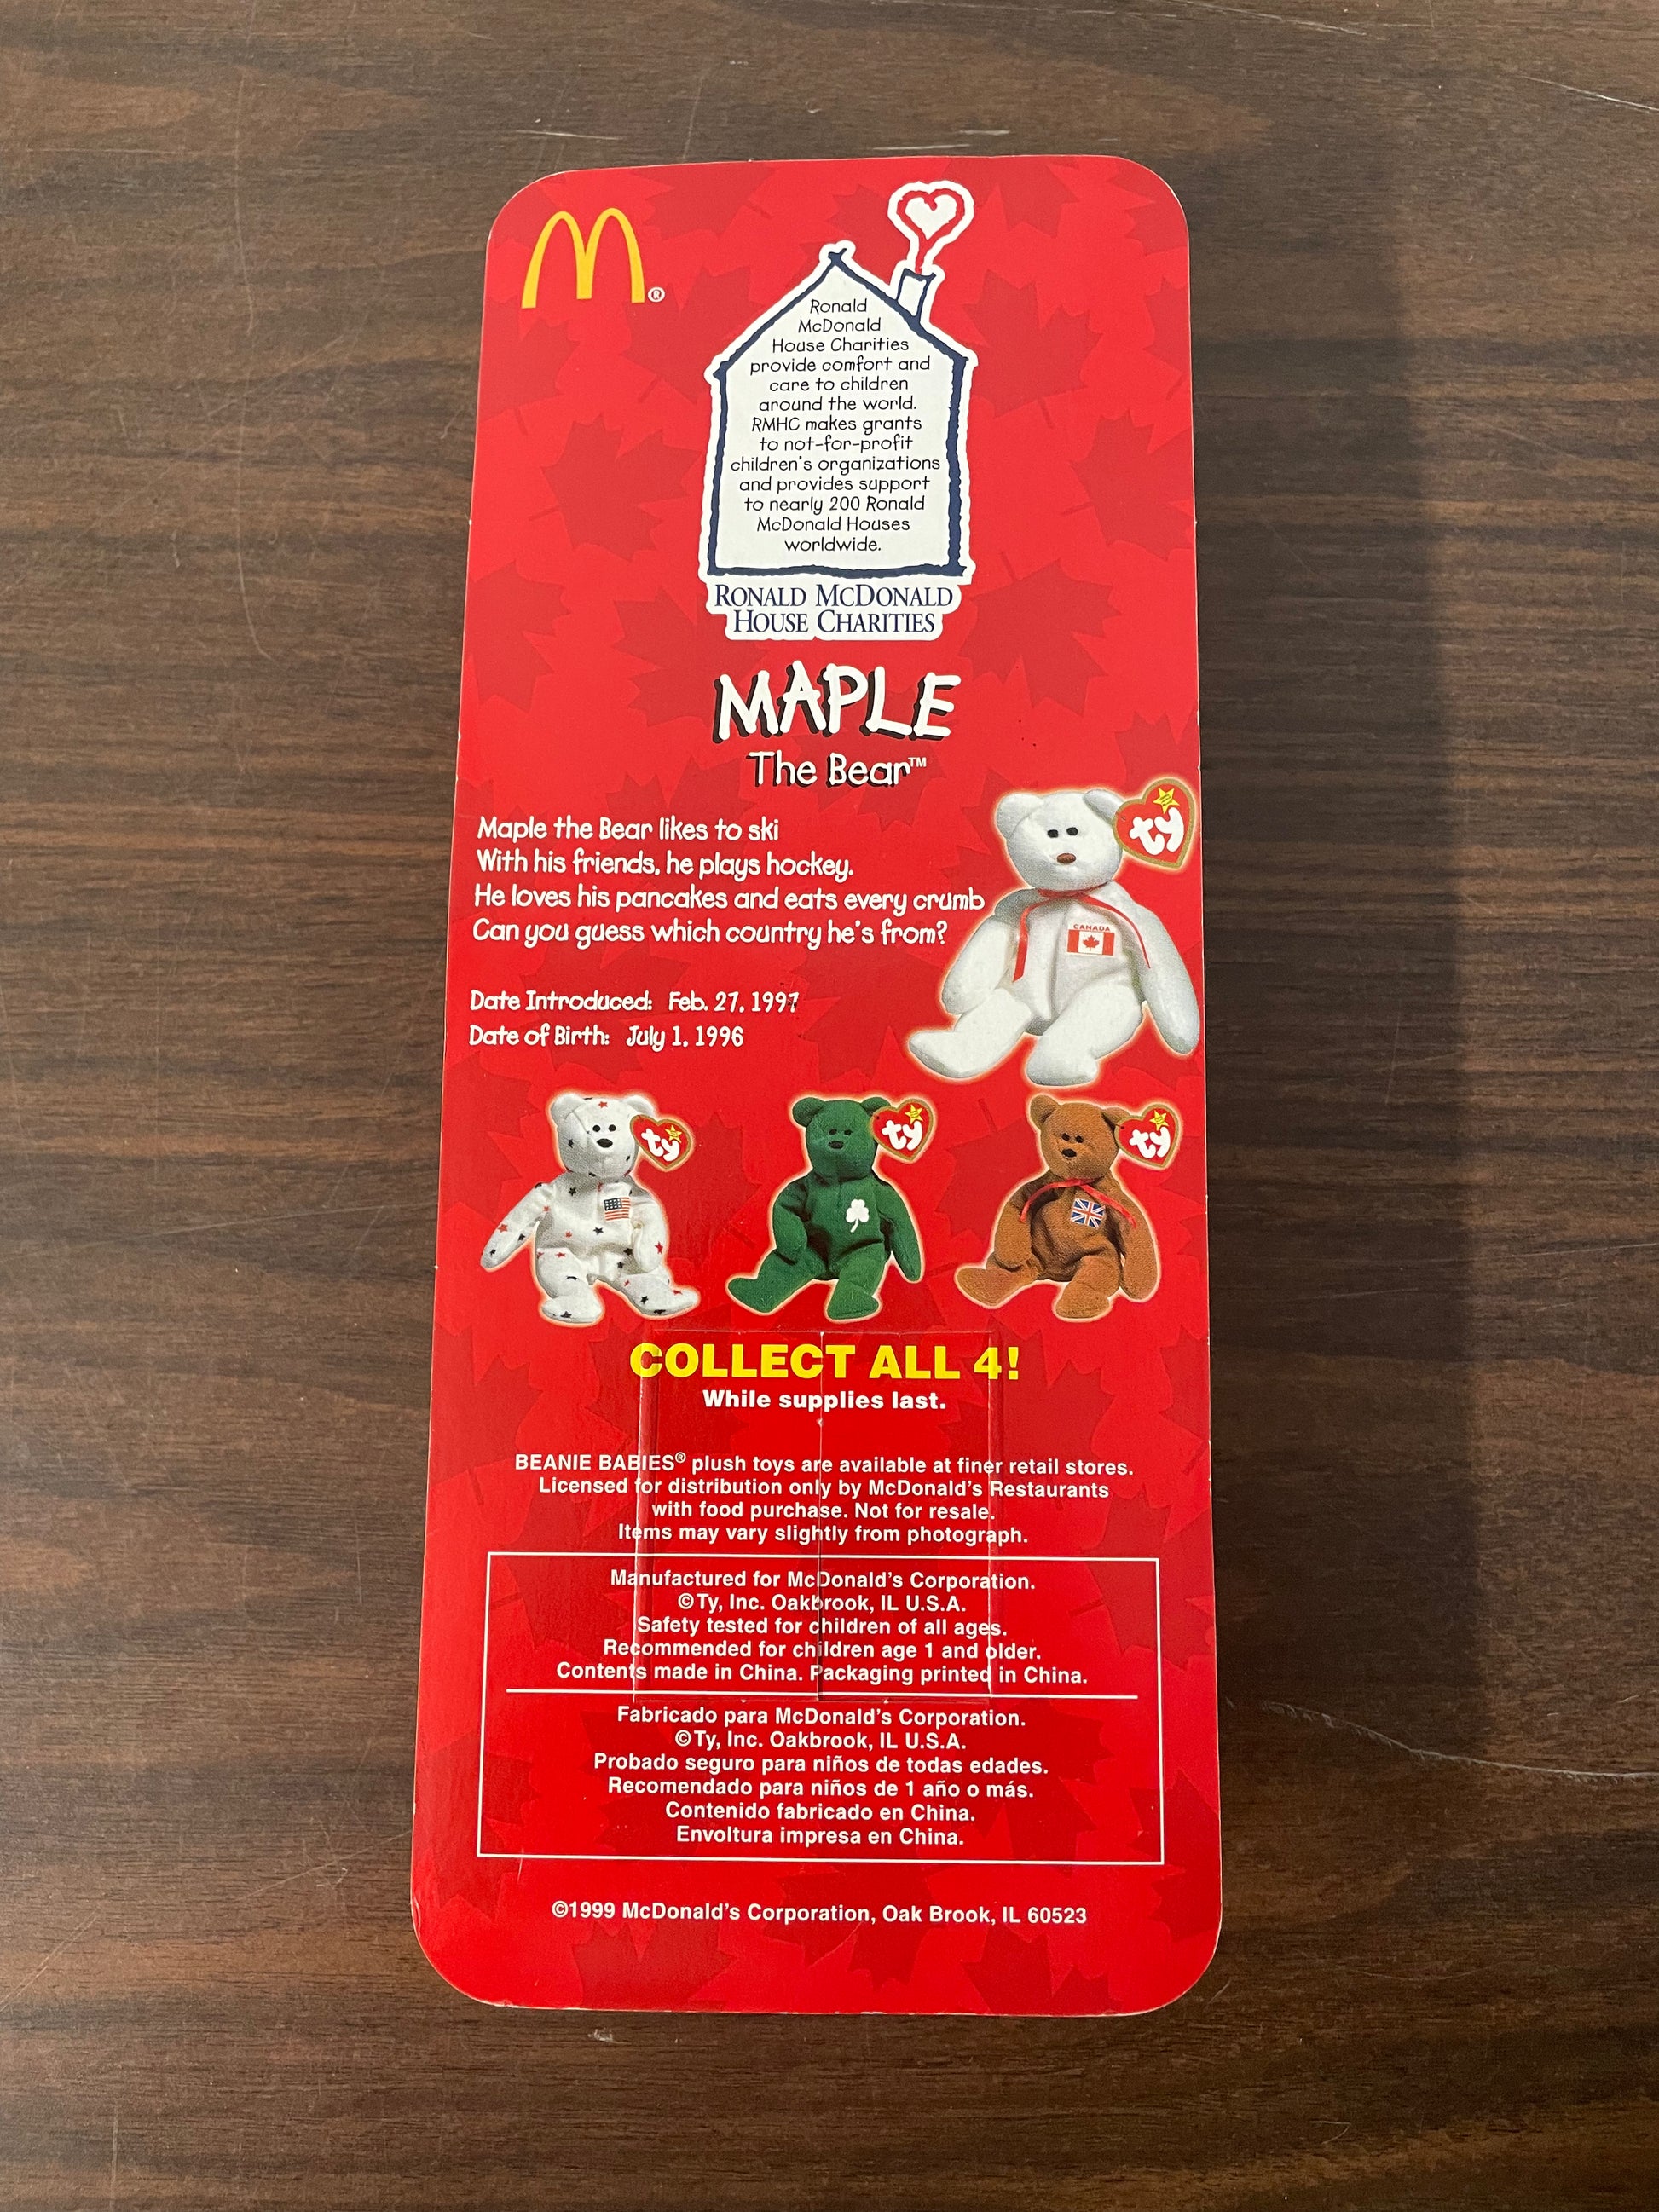 M®
Ronald
McDonald
House Charities
provide comfort and
care to children
around the world.
RMHC makes grants
to not-for-profit
children's organizations
and provides support
to nearly 200 Ronald
McDonald Houses
worldwide.
RONALD MCDONALD
HOUSE CHARITIES
MAPLE
The Bear™
Maple the Bear likes to ski
With his friends, he plays hockey.
He loves his pancakes and eats every crumb
Can you guess which country he's from?
ty
CANADA
Date Introduced: Feb. 27, 1997
Date of Birth: July 1, 1996
ty
ty
ty
COLLECT ALL 4!
While supplies last.
BEANIE BABIES® plush toys are available at finer retail stores.
Licensed for distribution only by McDonald's Restaurants
with food purchase. Not for resale.
Items may vary slightly from photograph.
Manufactured for McDonald's Corporation.
©Ty, Inc. Oakbrook, IL U.S.A.
Safety tested for children of all ages.
Recommended for children age 1 and older.
Contents made in China. Packaging printed in China.
Fabricado para McDonald's Corporation.
©Ty, Inc. Oakbrook, IL U.S.A.
Probado seguro para niños de todas edades.
Recomendado para niños de 1 año o más.
Contenido fabricado en China.
Envoltura impresa en China.
©1999 McDonald's Corporation, Oak Brook, IL 60523